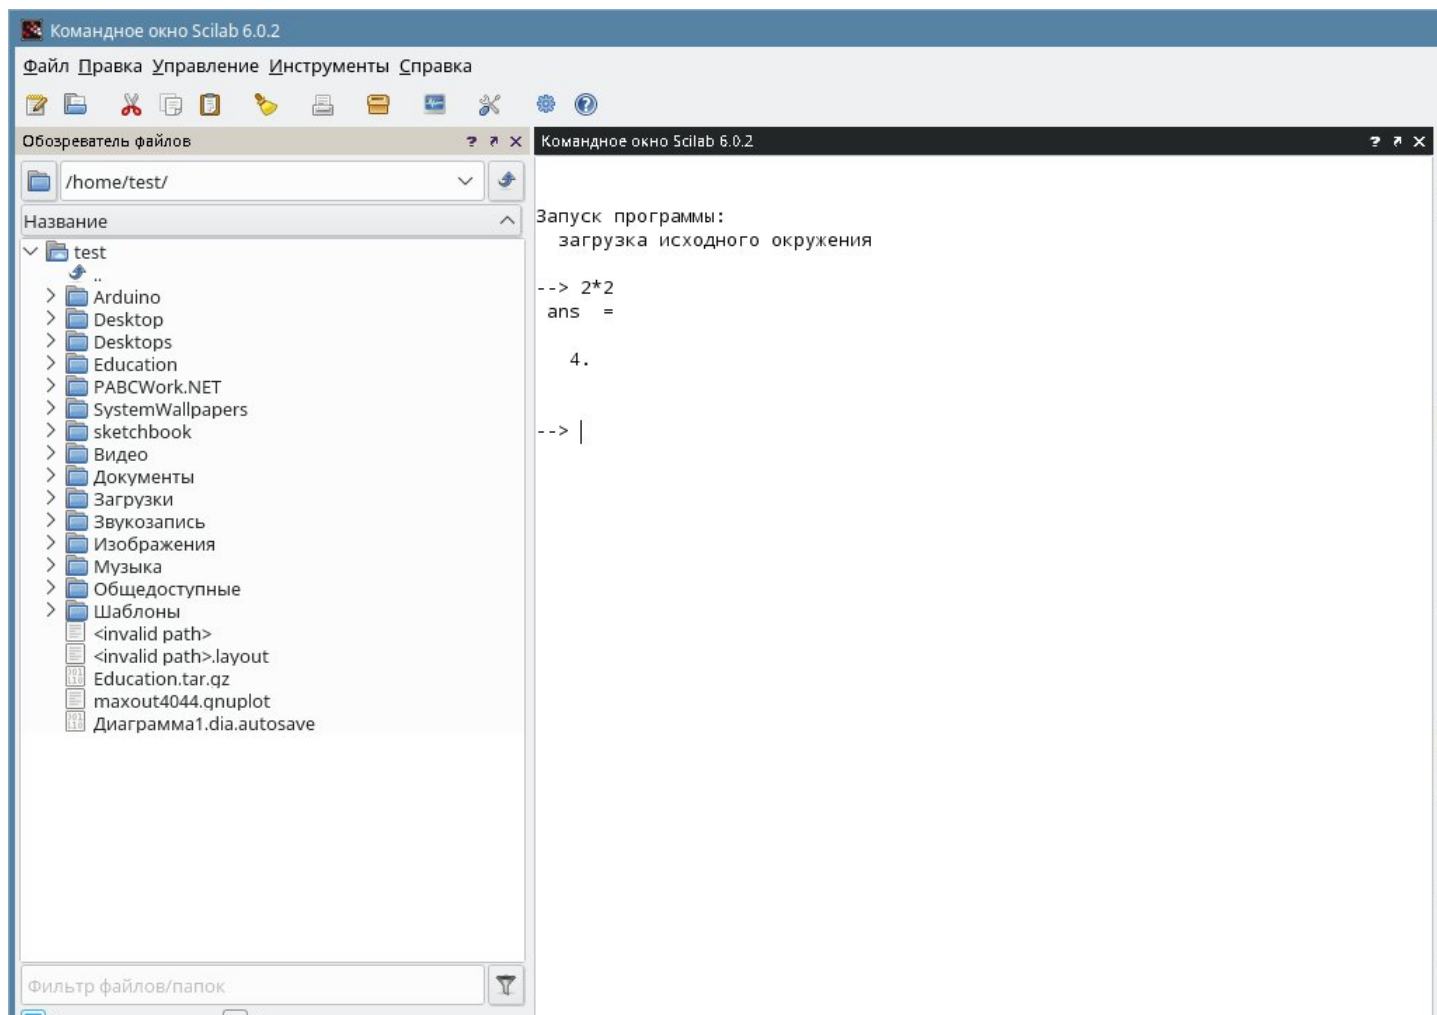 Командное окно Scilab 6.0.2
Файл Правка Управление Инструменты Справка
Обозреватель файлов
/home/test/
Название
test
..
Arduino
Desktop
Desktops
Education
PABCWork.NET
SystemWallpapers
sketchbook
Видео
Документы
Загрузки
Звукозапись
Изображения
Музыка
Общедоступные
Шаблоны
<invalid path>
<invalid path>.layout
Education.tar.gz
maxout4044.gnuplot
Диаграмма1.dia.autosave
Фильтр файлов/папок
Командное окно Scilab 6.0.2
Запуск программы:
загрузка исходного окружения
--> 2*2
ans =
4.
-->